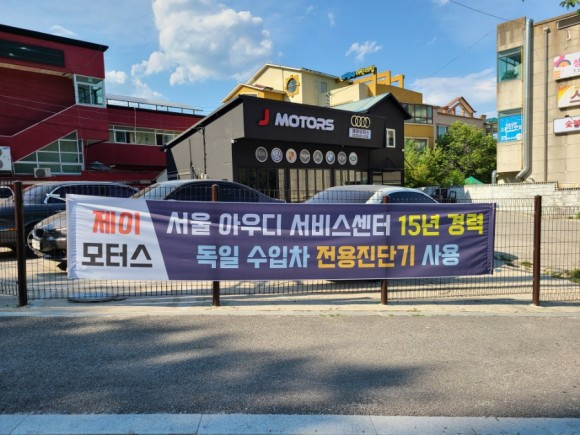 J MOTORS
제이
모터스
서울 아우디 서비스센터 15년 경력
독일 수입차 전용진단기 사용